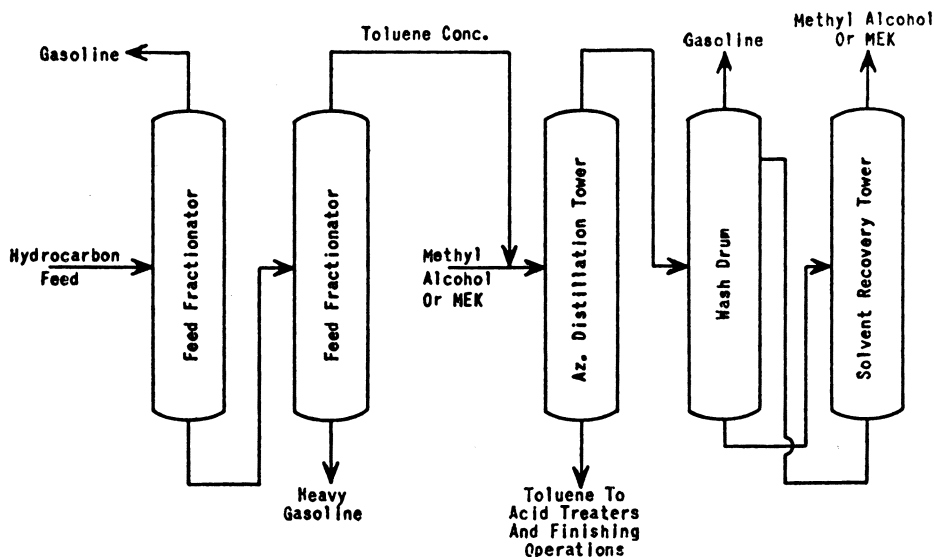 Gasoline
Toluene Conc.
Gasoline
Methyl Alcohol
Or MEK
Hydrocarbon
Feed
Feed Fractionator
Feed Fractionator
Methyl
Alcohol
Or MEK
Az. Distillation Tower
Wash Drum
Solvent Recovery Tower
Heavy
Gasoline
Toluene To
Acid Treaters
And Finishing
Operations